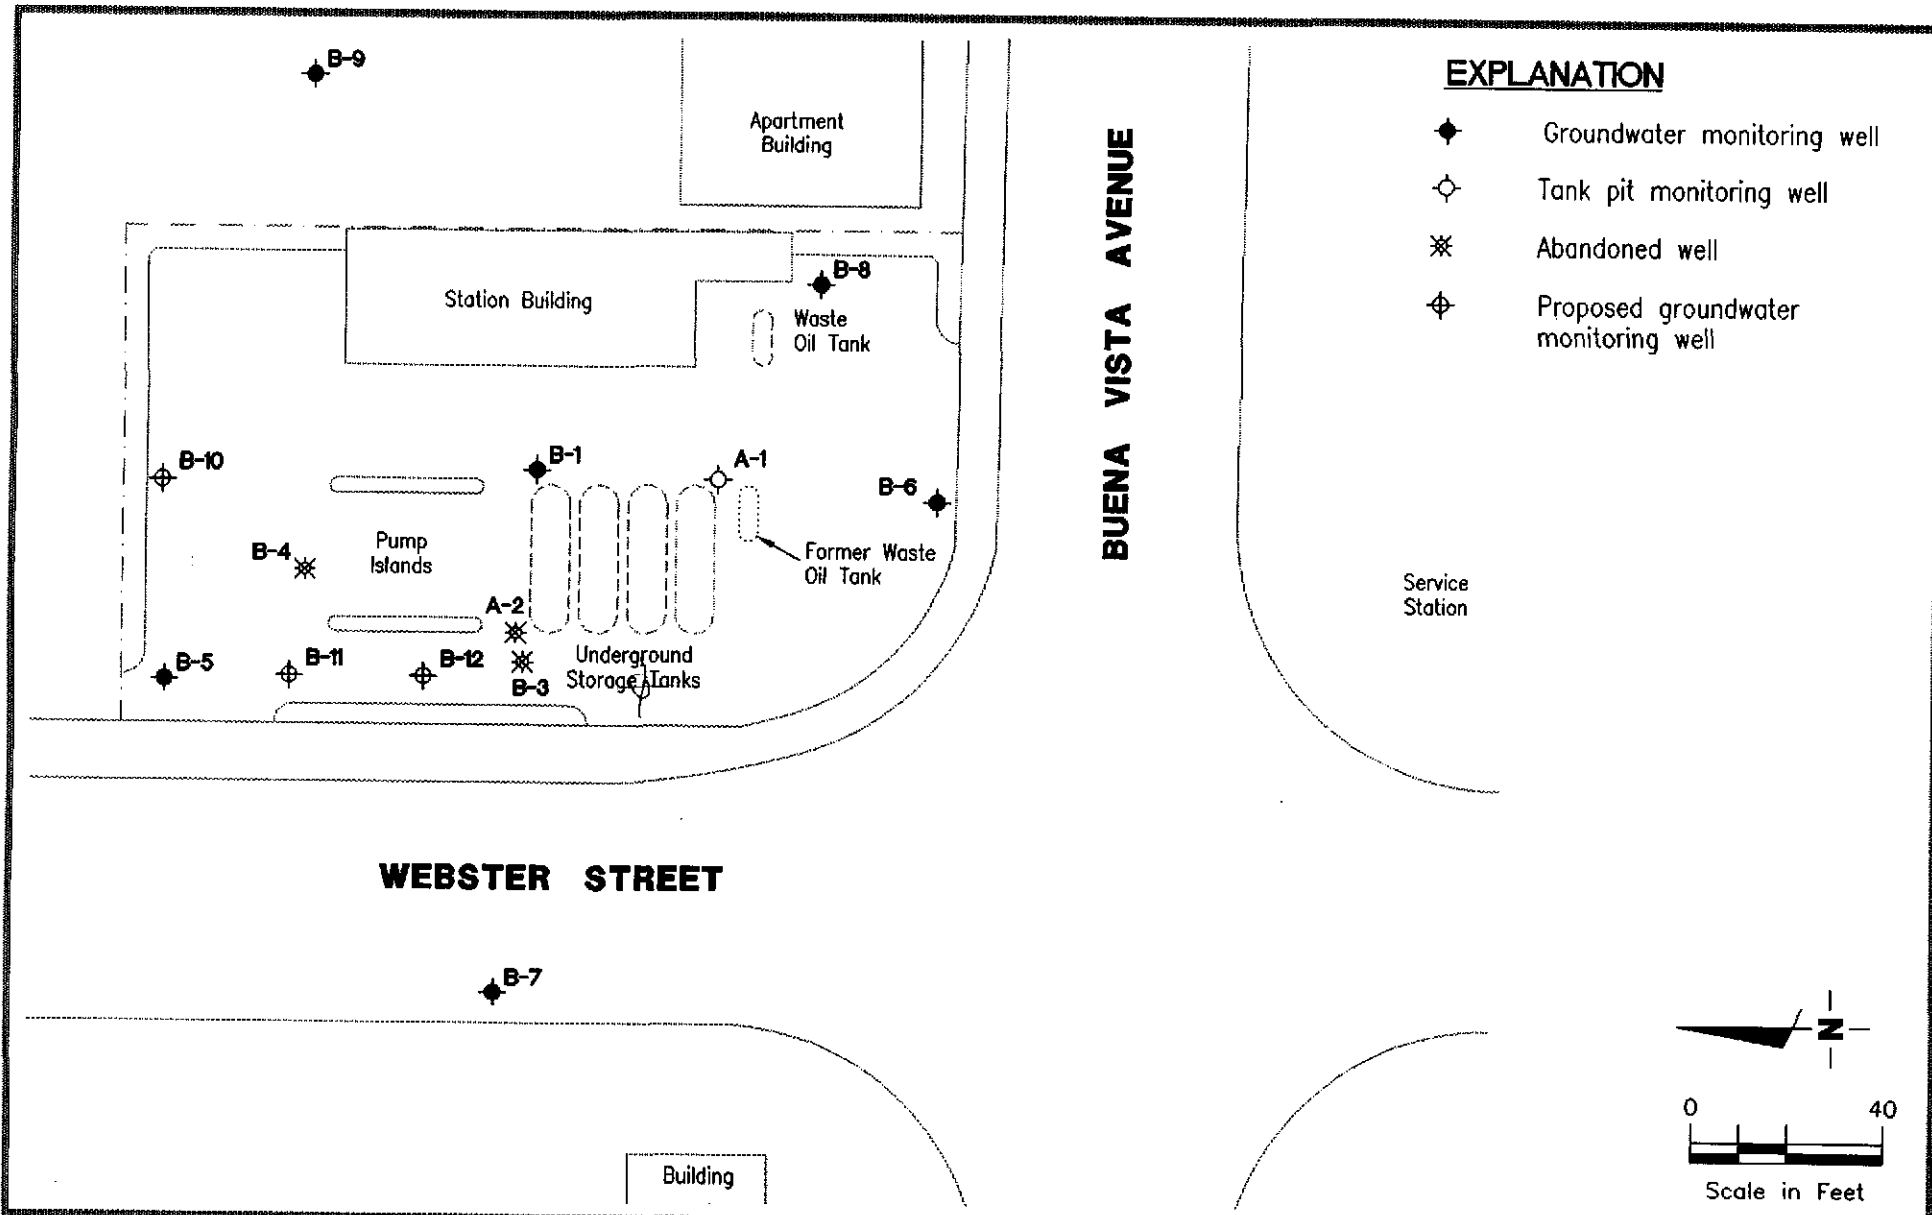 B-9
Apartment
Building
EXPLANATION
Groundwater monitoring well
Tank pit monitoring well
Abandoned well
Proposed groundwater
monitoring well
BUENA VISTA AVENUE
B-8
Station Building
Waste
Oil Tank
B-10
B-1
A-1
B-6
B-4
Pump
Islands
Former Waste
Oil Tank
Service
Station
A-2
B-5
B-11
B-12
B-3
Underground
Storage Tanks
WEBSTER STREET
B-7
N
0 40
Scale in Feet
Building